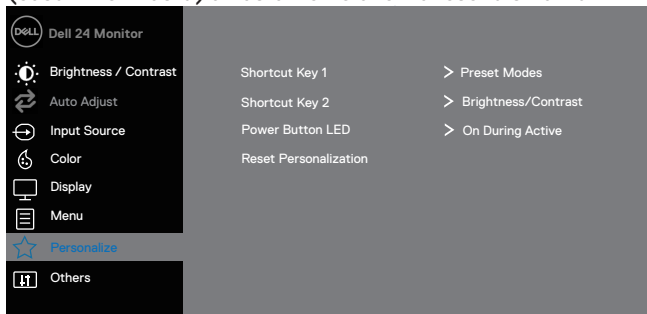 DELL Dell 24 Monitor
Brightness / Contrast
Auto Adjust
Input Source
Color
Display
Menu
Personalize
Others
Shortcut Key 1 > Preset Modes
Shortcut Key 2 > Brightness/Contrast
Power Button LED > On During Active
Reset Personalization